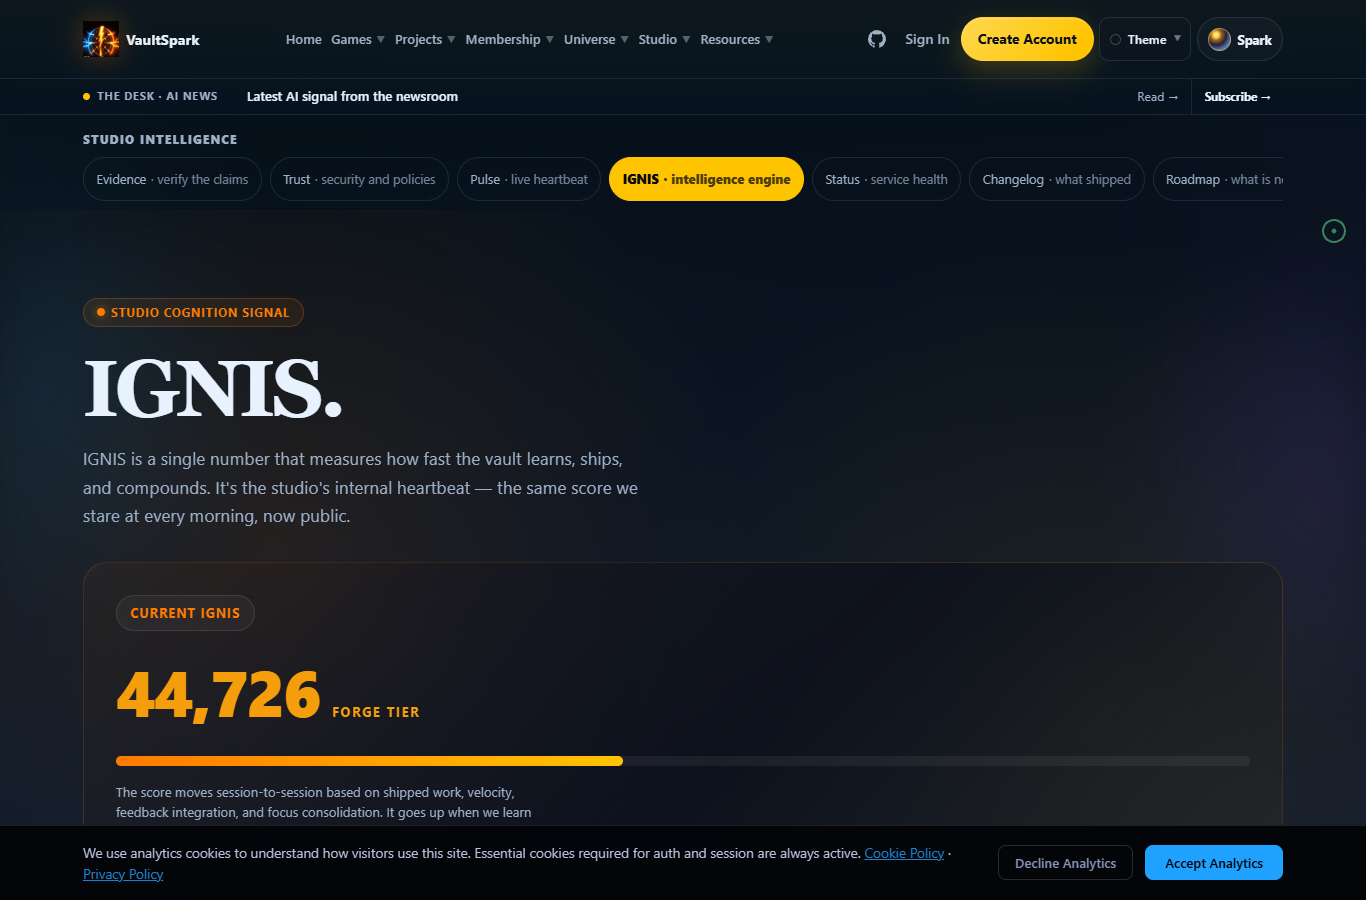 VaultSpark
Home Games Projects Membership Universe Studio Resources
Sign In
Create Account
Theme
Spark
THE DESK · AI NEWS
Latest AI signal from the newsroom
Read →
Subscribe →
STUDIO INTELLIGENCE
Evidence · verify the claims
Trust · security and policies
Pulse · live heartbeat
IGNIS · intelligence engine
Status · service health
Changelog · what shipped
Roadmap · what is
STUDIO COGNITION SIGNAL
IGNIS.
IGNIS is a single number that measures how fast the vault learns, ships,
and compounds. It's the studio's internal heartbeat — the same score we
stare at every morning, now public.
CURRENT IGNIS
44,726 FORGE TIER
The score moves session-to-session based on shipped work, velocity,
feedback integration, and focus consolidation. It goes up when we learn
We use analytics cookies to understand how visitors use this site. Essential cookies required for auth and session are always active. Cookie Policy ·
Privacy Policy
Decline Analytics
Accept Analytics